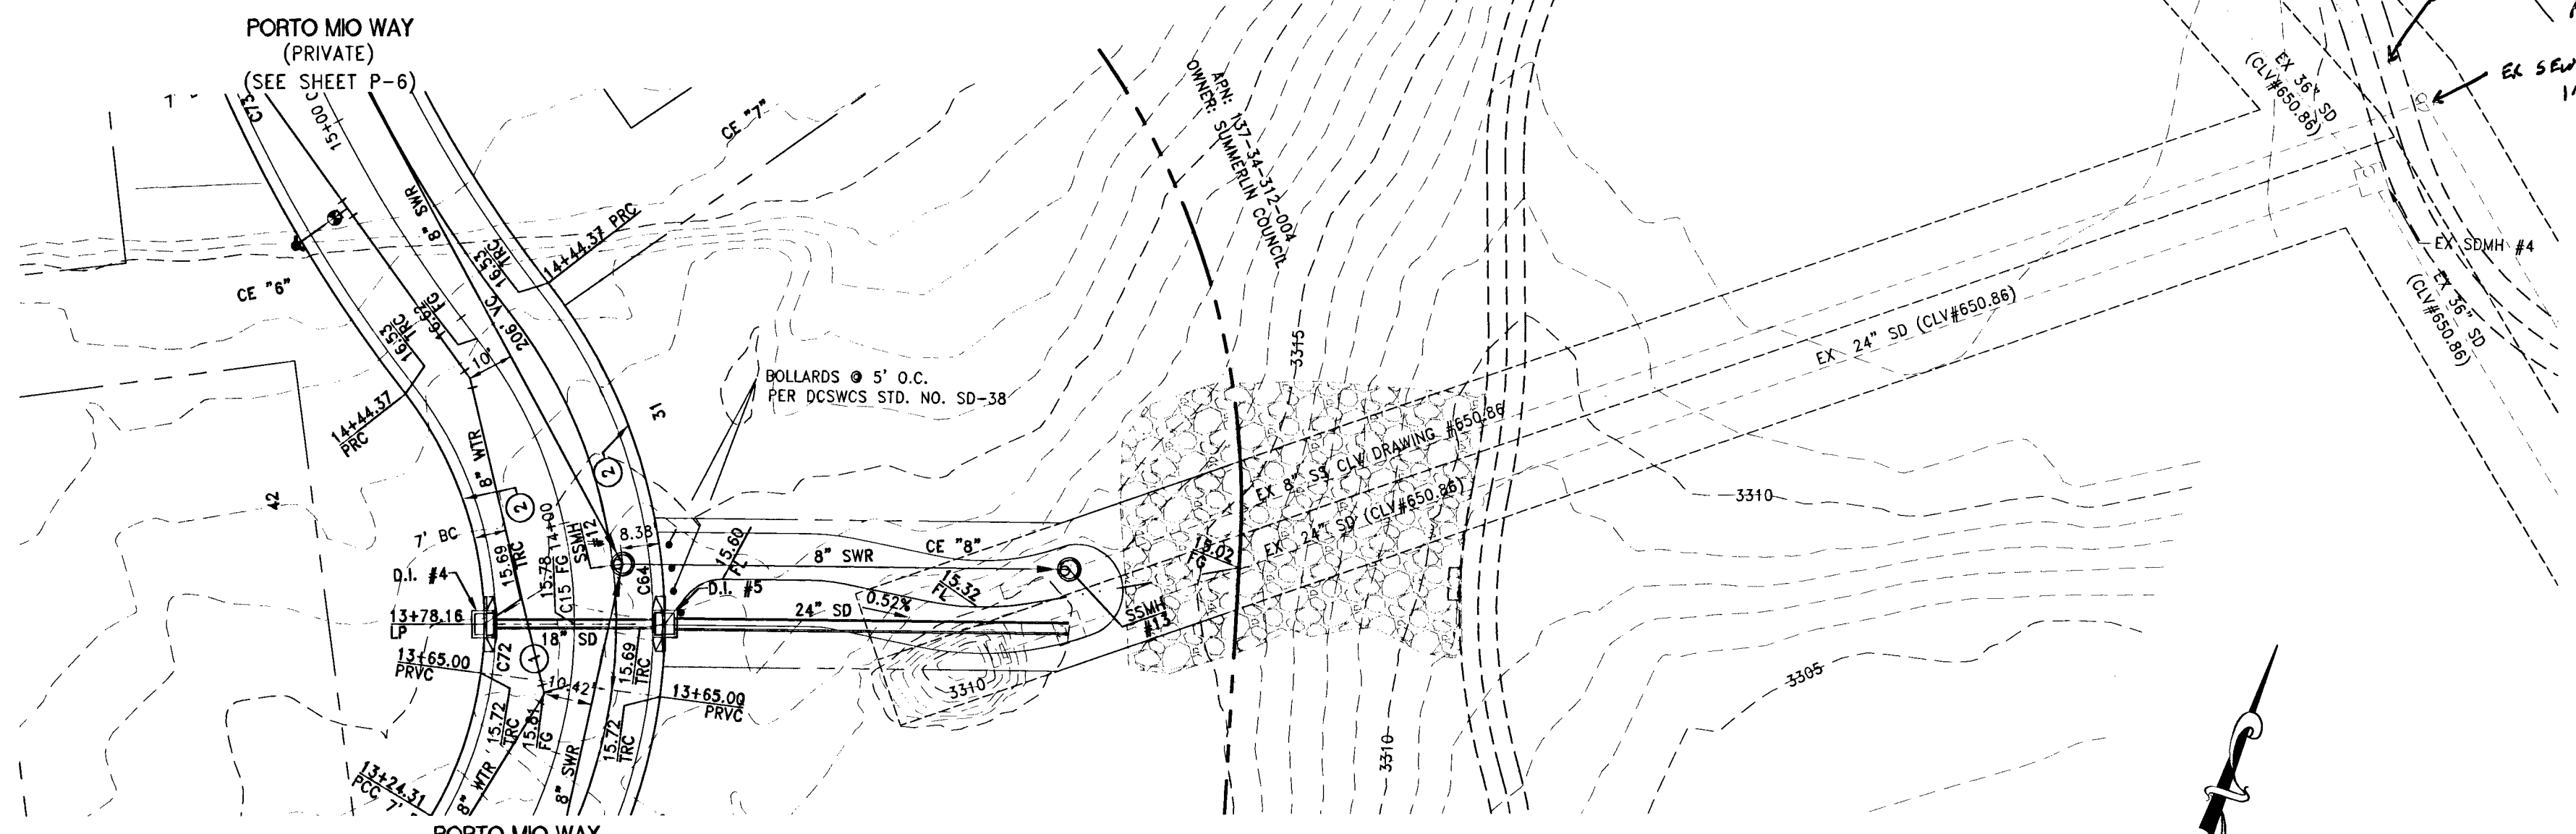 PORTO MIO WAY
(PRIVATE)
(SEE SHEET P-6)
C73
15+00
8" SWR
16.53
TRC
14+44.37 PRC
CE "7"
CE "6"
16.53
TRC
16.62
FG
206' VC
10'
14+44.37
PRC
8" WTR
42
31
2
2
BOLLARDS @ 5' O.C.
PER DCSWCS STD. NO. SD-38
APN: 137-34-312-004
OWNER: SUMMERLIN COUNCIL
3315
EX 36" SD
(CLV#650.86)
EX SDMH #4
EX 36" SD
(CLV#650.86)
EX 24" SD (CLV#650.86)
EX 8" SS CLV DRAWING #650.86
EX 24" SD (CLV#650.86)
3310
7' BC
D.I. #4
15.69
TRC
15.78
FG
14+00
C15
SSMH
#12
8.38
C64
15.60
FL
8" SWR
CE "8"
D.I. #5
24" SD
0.52%
15.32
FL
15.02
FG
SSMH
#13
13+78.16
LP
18" SD
C72
1
13+65.00
PRVC
15.69
TRC
10.42'
13+65.00
PRVC
3310
3305
3310
15.72
TRC
15.81
FG
15.72
TRC
13+24.31
PCC 7'
8" WTR
8" SWR
PORTO MIO WAY